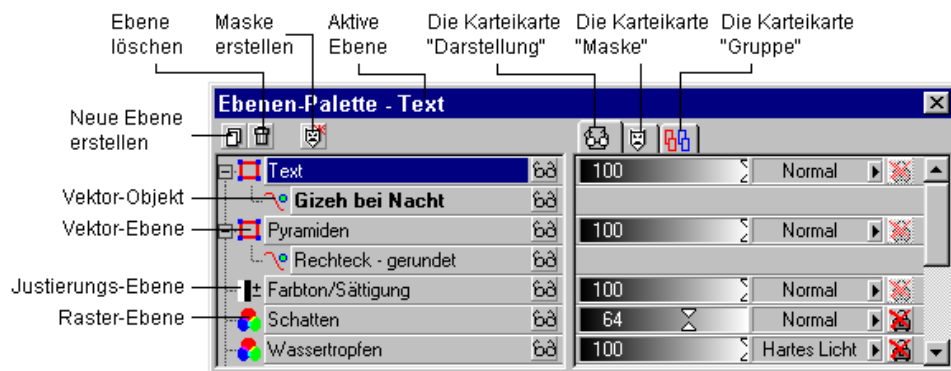 Ebene löschen
Maske erstellen
Aktive Ebene
Die Karteikarte "Darstellung"
Die Karteikarte "Maske"
Die Karteikarte "Gruppe"
Neue Ebene erstellen
Ebenen-Palette - Text
Text 100 Normal
Vektor-Objekt Gizeh bei Nacht
Vektor-Ebene Pyramiden 100 Normal
Rechteck - gerundet
Justierungs-Ebene Farbton/Sättigung 100 Normal
Raster-Ebene Schatten 64 Normal
Wassertropfen 100 Hartes Licht